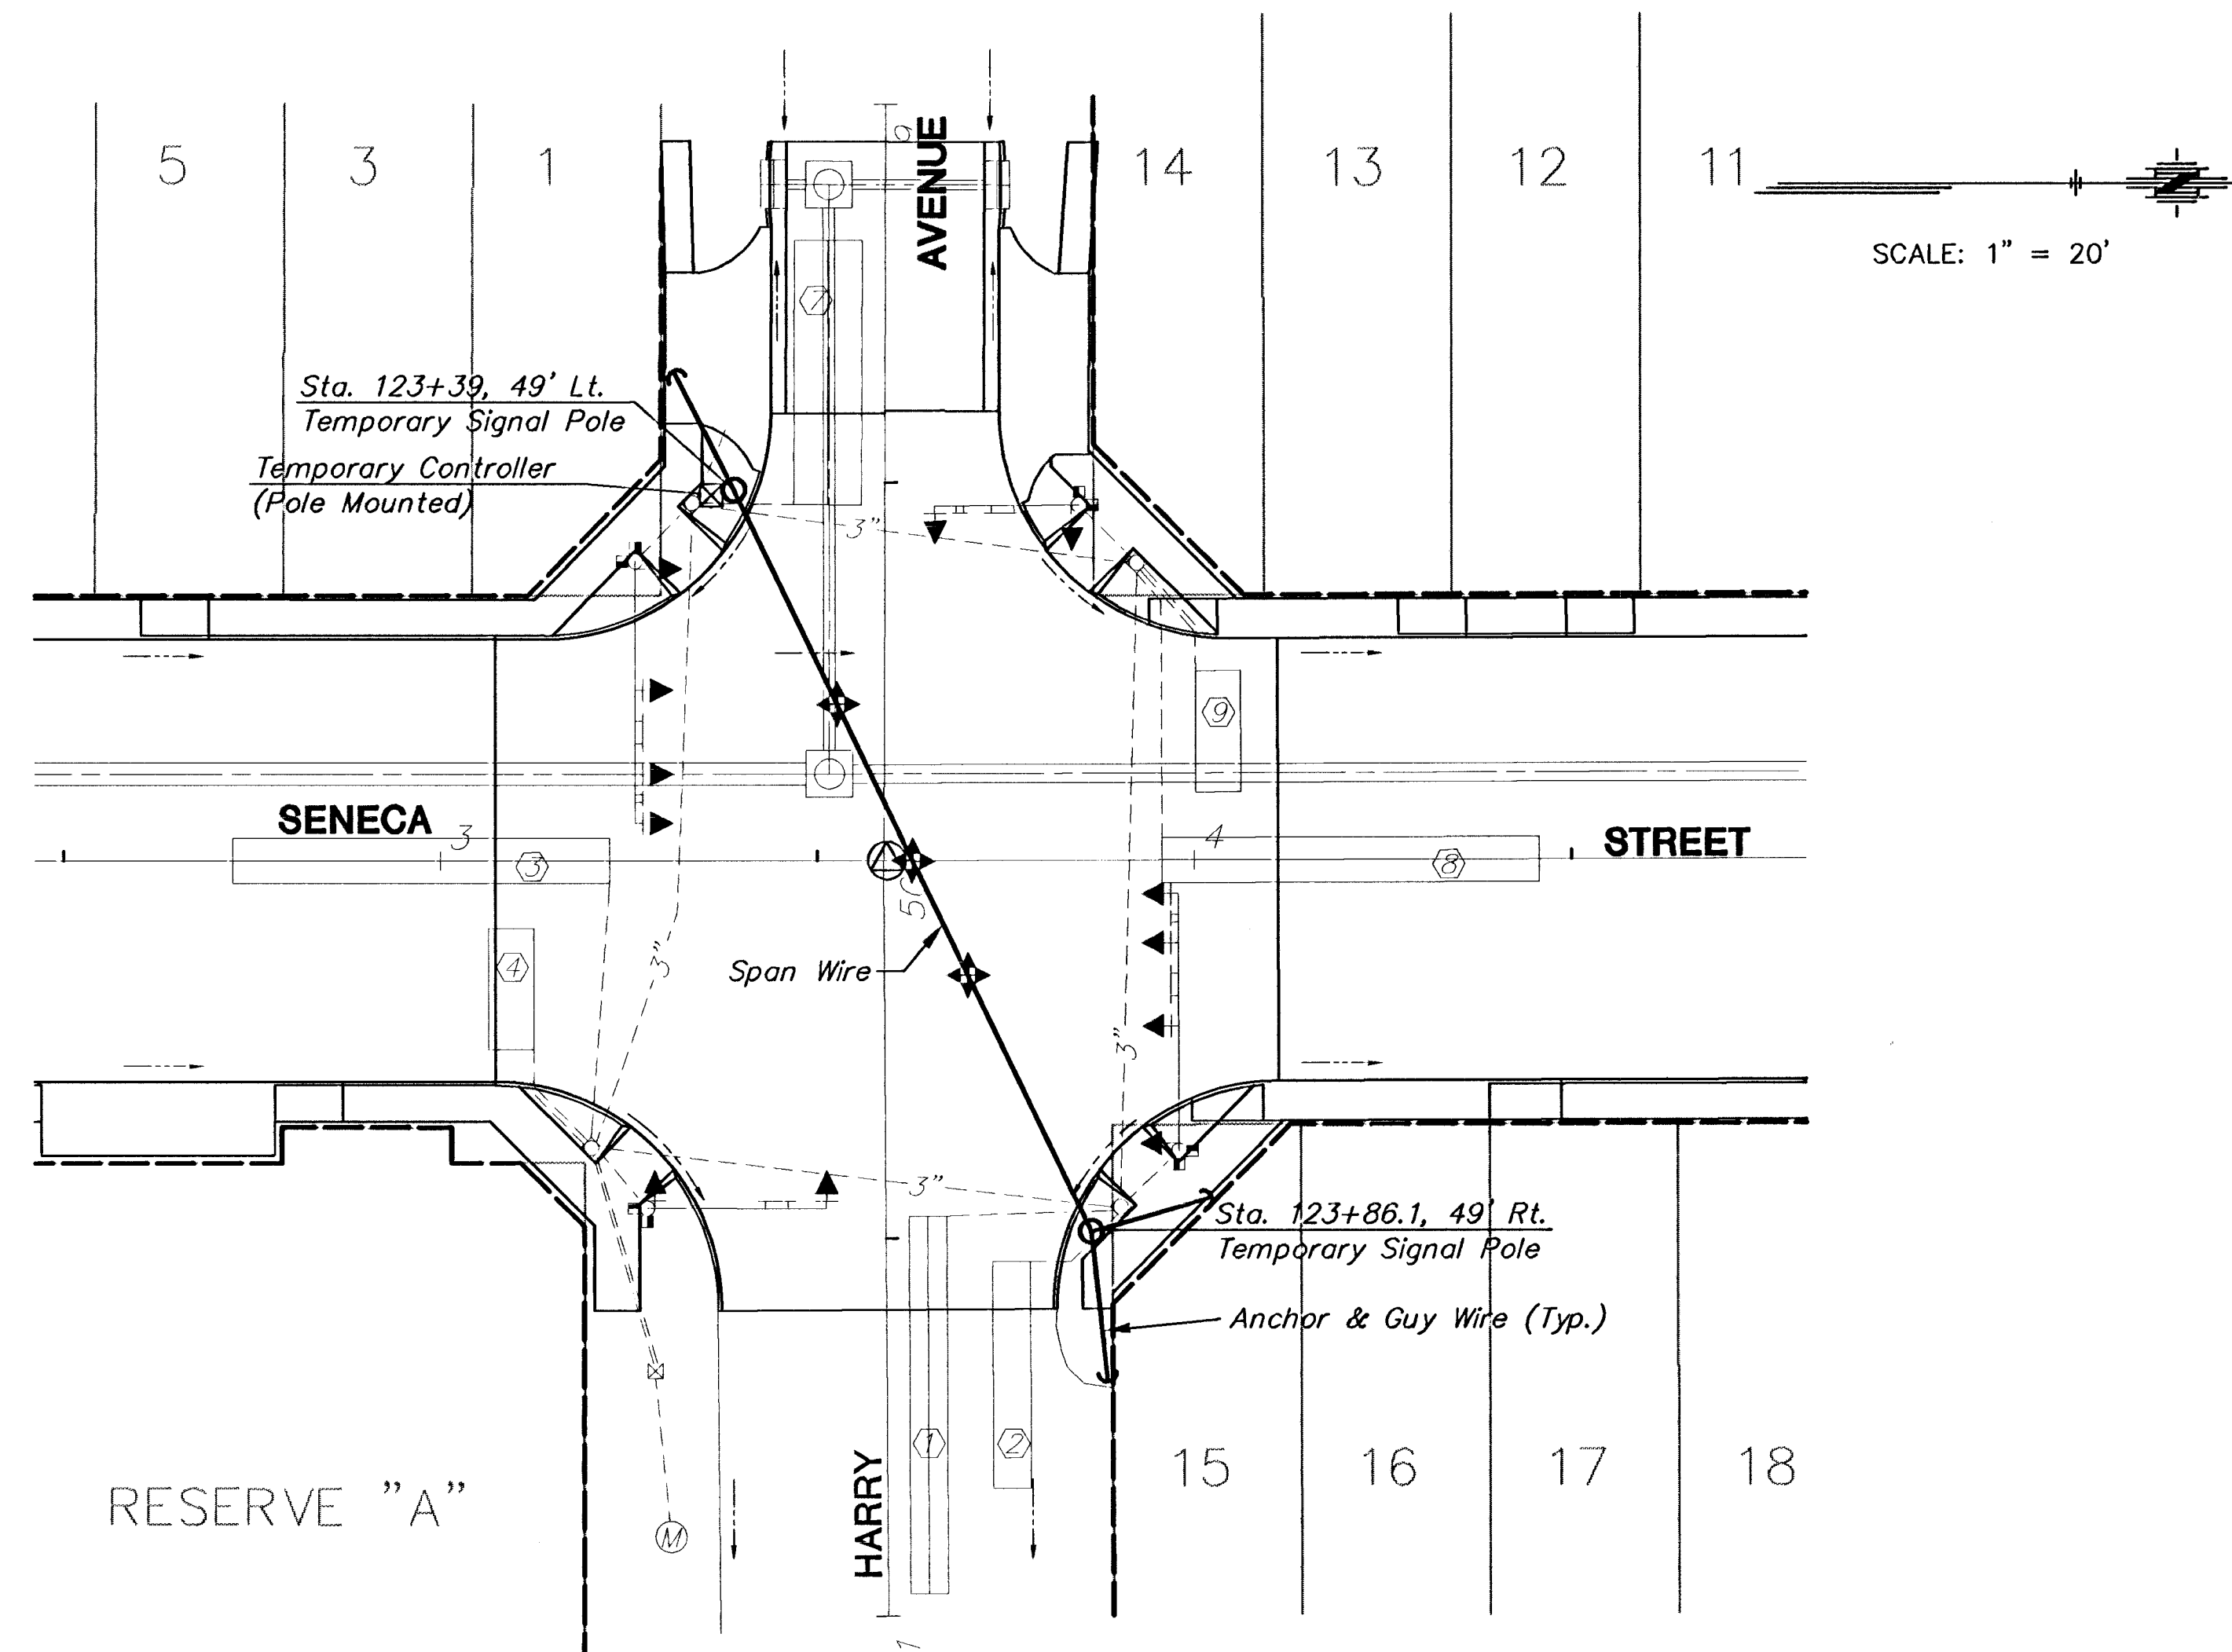 5
3
1
6
AVENUE
14
13
12
11
SCALE: 1" = 20'
7
Sta. 123+39, 49' Lt.
Temporary Signal Pole
Temporary Controller
(Pole Mounted)
3"
9
SENECA
3
4
STREET
3
8
50
4
3"
Span Wire
3"
3"
Sta. 123+86.1, 49' Rt.
Temporary Signal Pole
Anchor & Guy Wire (Typ.)
1
2
15
16
17
18
RESERVE "A"
HARRY
M
1